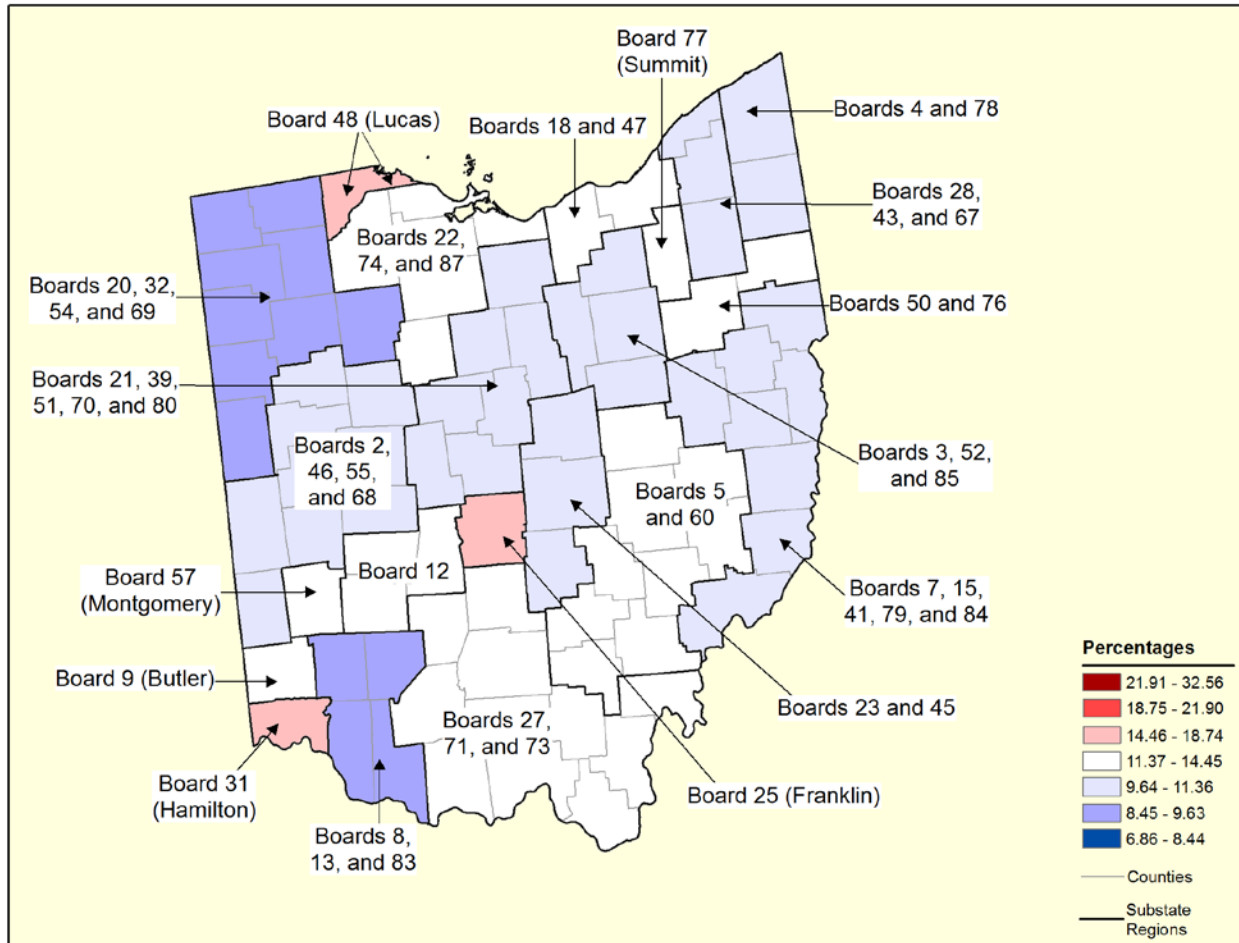 Board 77
(Summit)
Board 48 (Lucas)
Boards 18 and 47
Boards 4 and 78
Boards 28,
43, and 67
Boards 22,
74, and 87
Boards 20, 32,
54, and 69
Boards 50 and 76
Boards 21, 39,
51, 70, and 80
Boards 2,
46, 55,
and 68
Boards 3, 52,
and 85
Boards 5
and 60
Board 57
(Montgomery)
Board 12
Boards 7, 15,
41, 79, and 84
Board 9 (Butler)
Boards 23 and 45
Boards 27,
71, and 73
Board 31
(Hamilton)
Board 25 (Franklin)
Boards 8,
13, and 83
Percentages
21.91 - 32.56
18.75 - 21.90
14.46 - 18.74
11.37 - 14.45
9.64 - 11.36
8.45 - 9.63
6.86 - 8.44
Counties
Substate
Regions